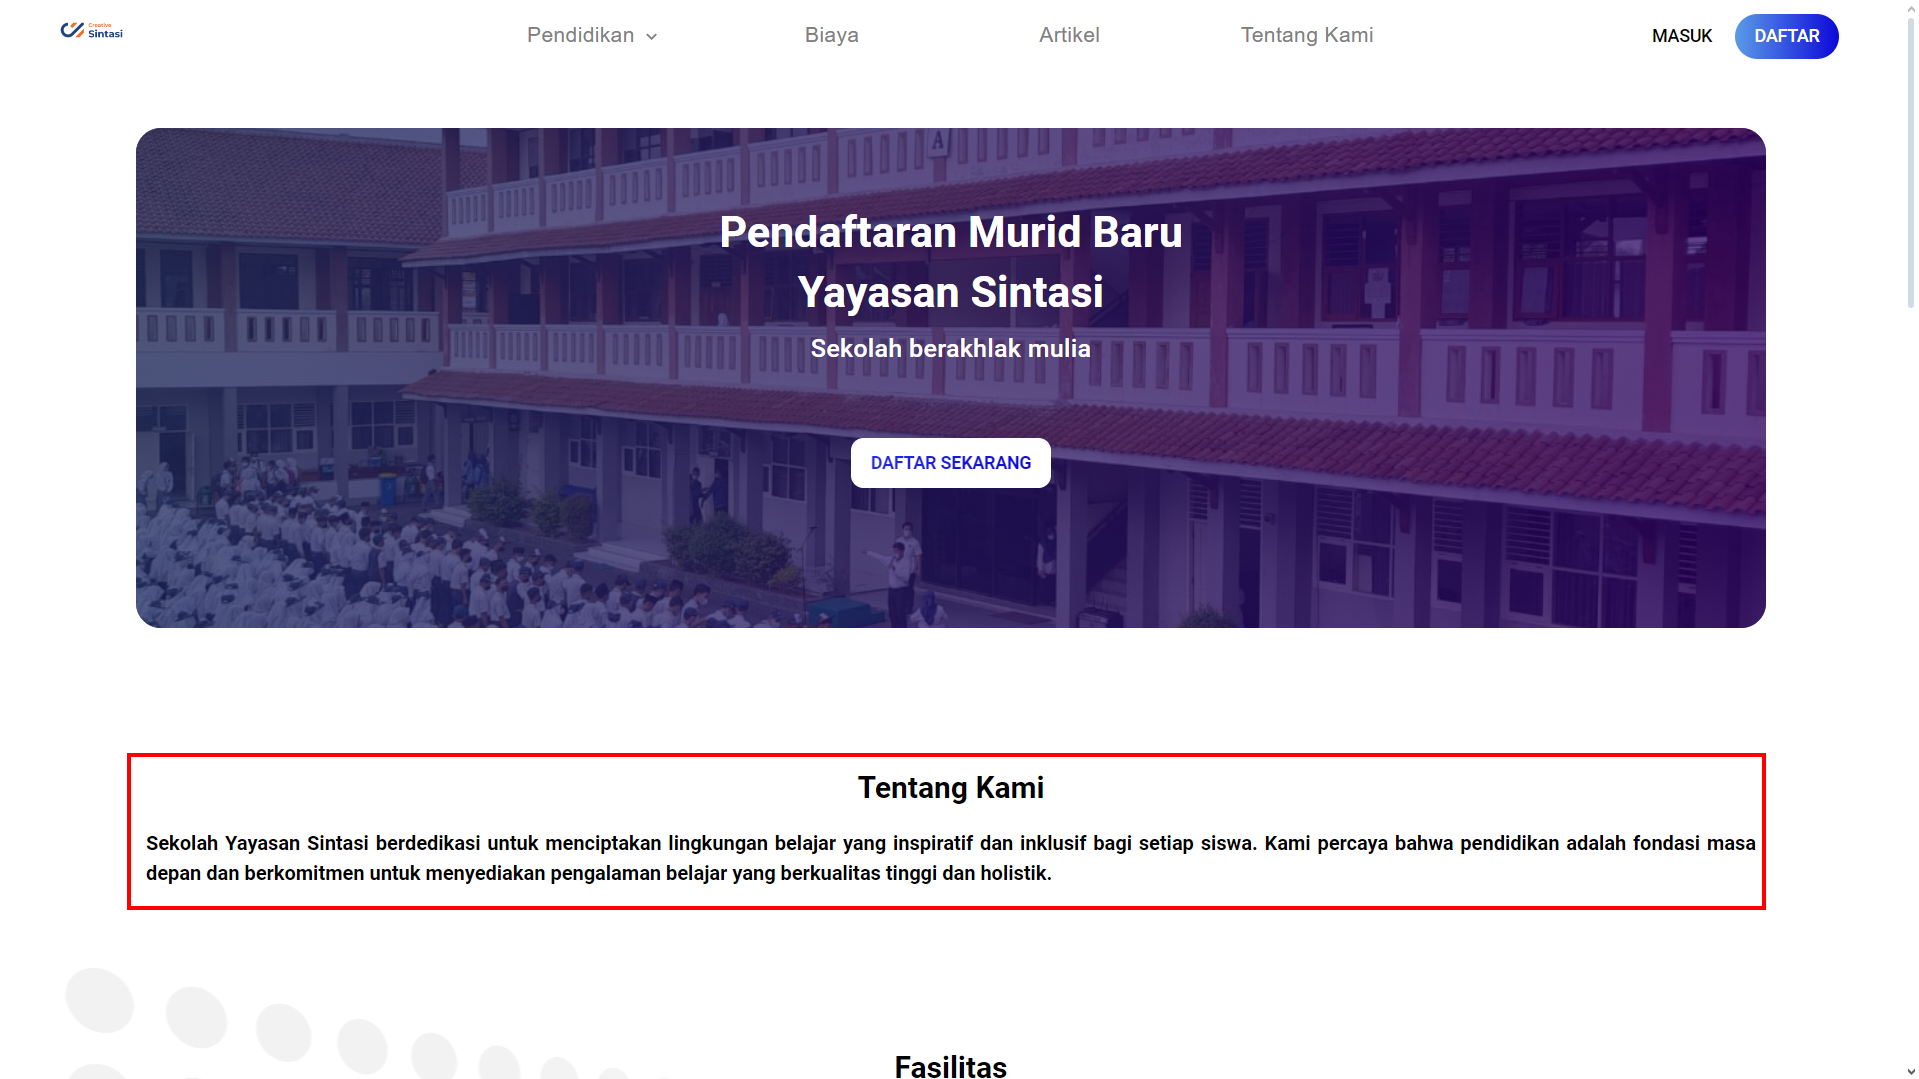 Creative
Sintasi
Pendidikan
Biaya
Artikel
Tentang Kami
MASUK
DAFTAR
A
Pendaftaran Murid Baru
Yayasan Sintasi
Sekolah berakhlak mulia
DAFTAR SEKARANG
Tentang Kami
Sekolah Yayasan Sintasi berdedikasi untuk menciptakan lingkungan belajar yang inspiratif dan inklusif bagi setiap siswa. Kami percaya bahwa pendidikan adalah fondasi masa
depan dan berkomitmen untuk menyediakan pengalaman belajar yang berkualitas tinggi dan holistik.
Fasilitas